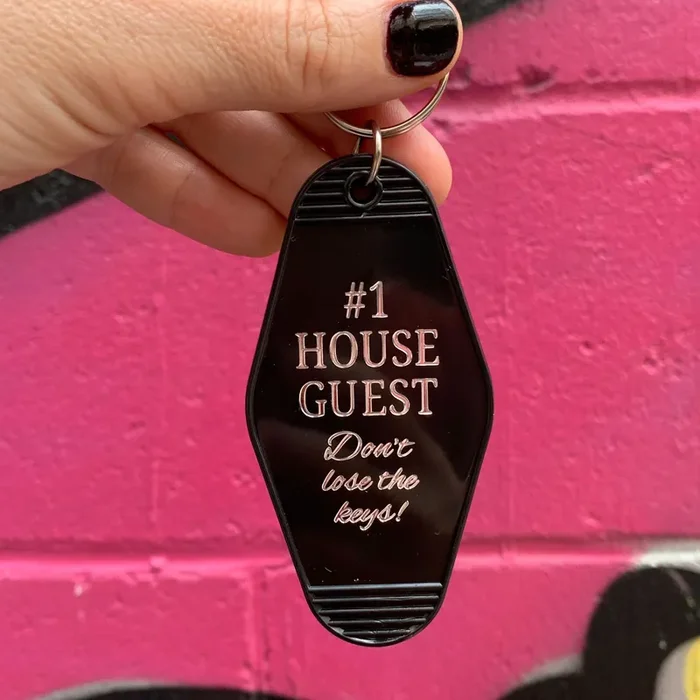 #1
HOUSE
GUEST
Don't
lose the
keys!